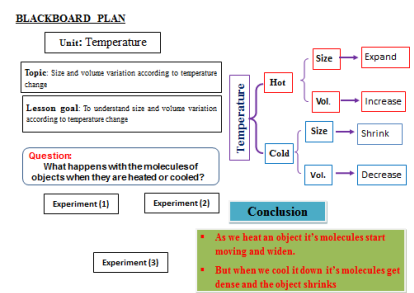 BLACKBOARD PLAN
Unit: Temperature
Topic: Size and volume variation according to temperature
change
Lesson goal: To understand size and volume variation
according to temperature change
Question:
What happens with the molecules of
objects when they are heated or cooled?
Experiment (1)
Experiment (2)
Experiment (3)
Temperature
Hot
Size
Expand
Vol.
Increase
Cold
Size
Shrink
Vol.
Decrease
Conclusion
▪ As we heat an object it's molecules start
moving and widen.
▪ But when we cool it down it's molecules get
dense and the object shrinks